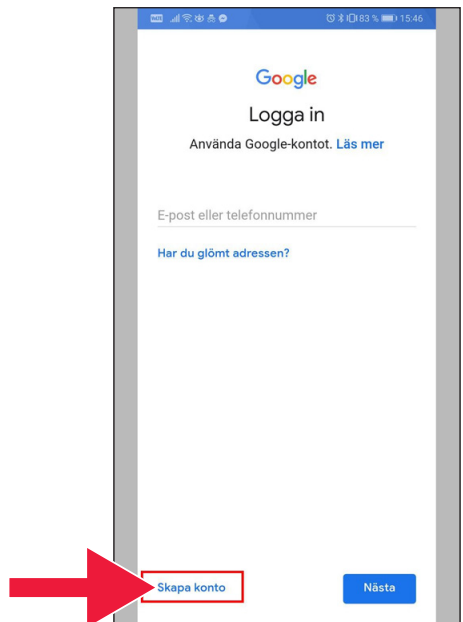 83 % 15:46
Google
Logga in
Använda Google-kontot. Läs mer
E-post eller telefonnummer
Har du glömt adressen?
Skapa konto
Nästa